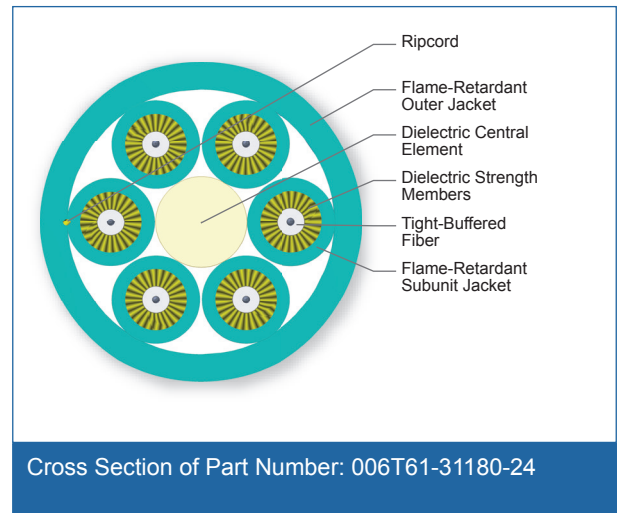 Ripcord
Flame-Retardant
Outer Jacket
Dielectric Central
Element
Dielectric Strength
Members
Tight-Buffered
Fiber
Flame-Retardant
Subunit Jacket
Cross Section of Part Number: 006T61-31180-24